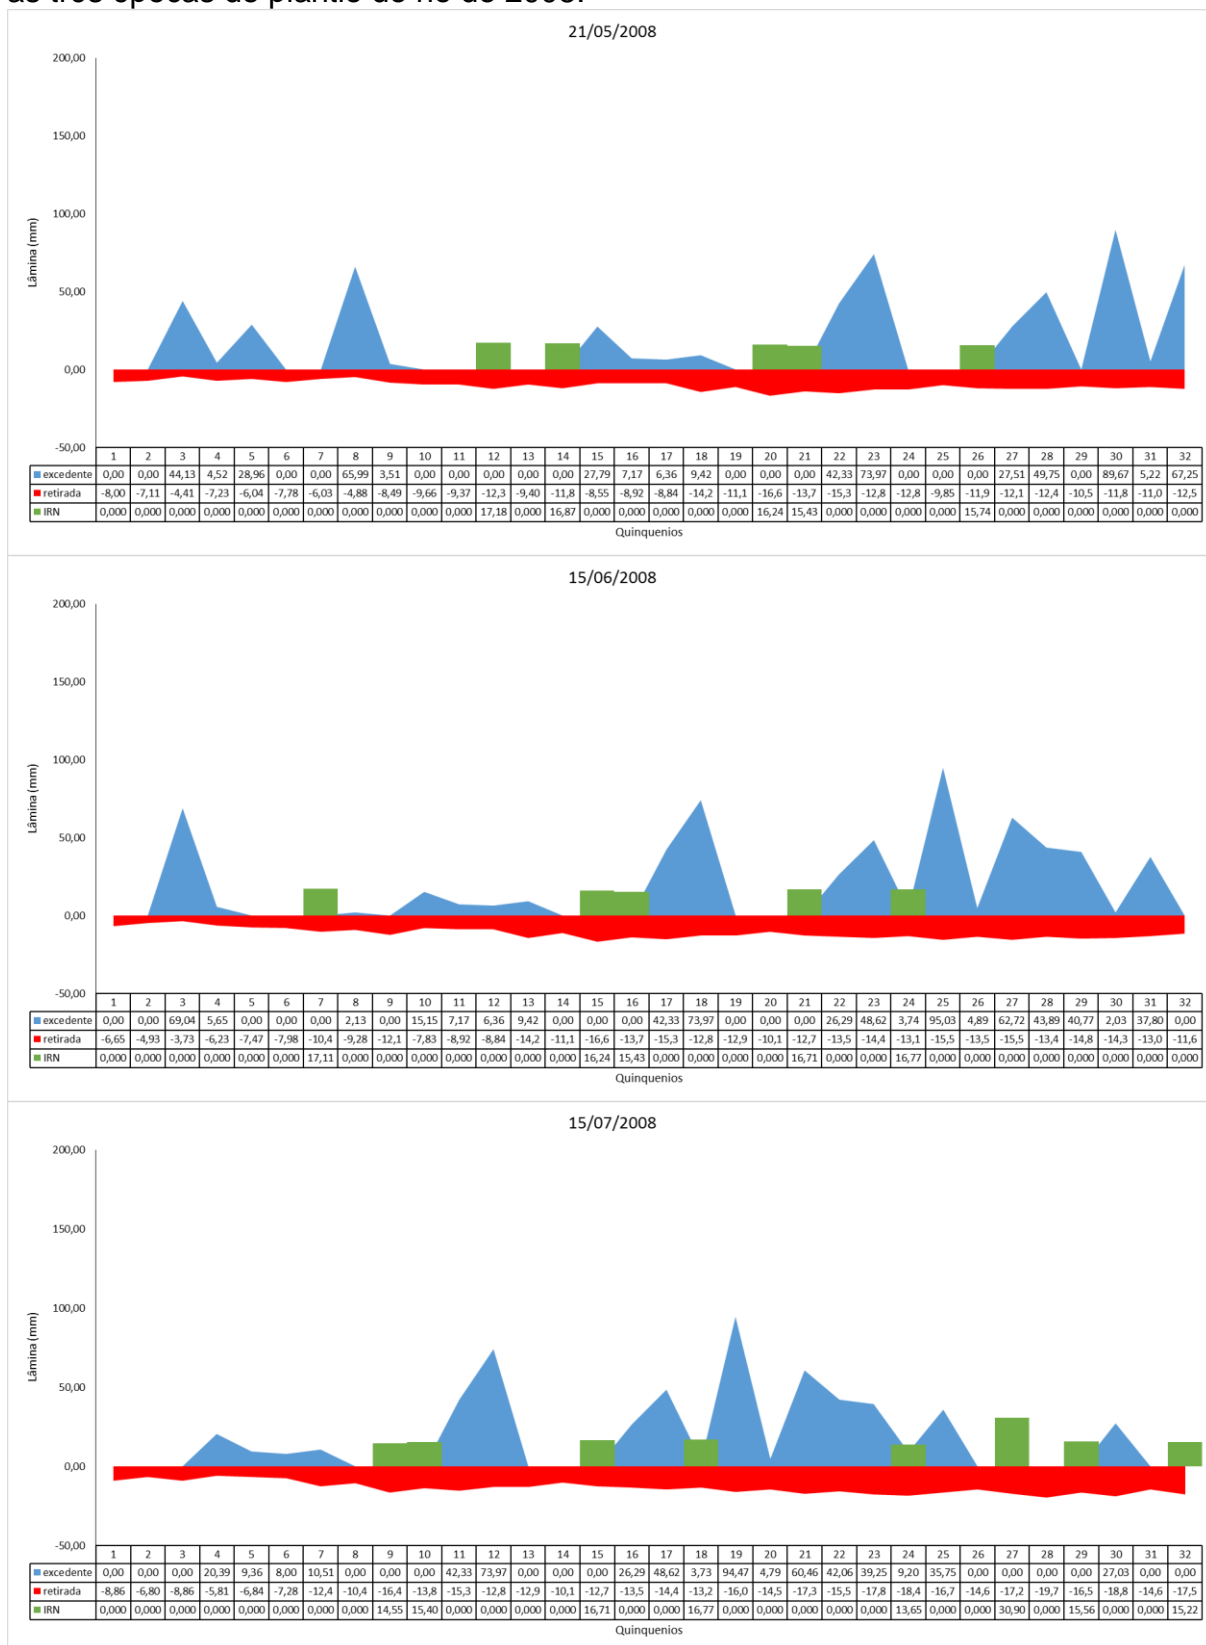 21/05/2008
200,00
150,00
100,00
50,00
0,00
-50,00
Lâmina (mm)
1 2 3 4 5 6 7 8 9 10 11 12 13 14 15 16 17 18 19 20 21 22 23 24 25 26 27 28 29 30 31 32
excedente 0,00 0,00 44,13 4,52 28,96 0,00 0,00 65,99 3,51 0,00 0,00 0,00 0,00 0,00 27,79 7,17 6,36 9,42 0,00 0,00 0,00 42,33 73,97 0,00 0,00 0,00 27,51 49,75 0,00 89,67 5,22 67,25
retirada -8,00 -7,11 -4,41 -7,23 -6,04 -7,78 -6,03 -4,88 -8,49 -9,66 -9,37 -12,3 -9,40 -11,8 -8,55 -8,92 -8,84 -14,2 -11,1 -16,6 -13,7 -15,3 -12,8 -12,8 -9,85 -11,9 -12,1 -12,4 -10,5 -11,8 -11,0 -12,5
IRN 0,000 0,000 0,000 0,000 0,000 0,000 0,000 0,000 0,000 0,000 0,000 17,18 0,000 16,87 0,000 0,000 0,000 0,000 0,000 16,24 15,43 0,000 0,000 0,000 0,000 15,74 0,000 0,000 0,000 0,000 0,000 0,000
Quinquenios
15/06/2008
200,00
150,00
100,00
50,00
0,00
-50,00
Lâmina (mm)
1 2 3 4 5 6 7 8 9 10 11 12 13 14 15 16 17 18 19 20 21 22 23 24 25 26 27 28 29 30 31 32
excedente 0,00 0,00 69,04 5,65 0,00 0,00 0,00 2,13 0,00 15,15 7,17 6,36 9,42 0,00 0,00 0,00 42,33 73,97 0,00 0,00 0,00 26,29 48,62 3,74 95,03 4,89 62,72 43,89 40,77 2,03 37,80 0,00
retirada -6,65 -4,93 -3,73 -6,23 -7,47 -7,98 -10,4 -9,28 -12,1 -7,83 -8,92 -8,84 -14,2 -11,1 -16,6 -13,7 -15,3 -12,8 -12,9 -10,1 -12,7 -13,5 -14,4 -13,1 -15,5 -13,5 -15,5 -13,4 -14,8 -14,3 -13,0 -11,6
IRN 0,000 0,000 0,000 0,000 0,000 0,000 17,11 0,000 0,000 0,000 0,000 0,000 0,000 0,000 16,24 15,43 0,000 0,000 0,000 0,000 16,71 0,000 0,000 16,77 0,000 0,000 0,000 0,000 0,000 0,000 0,000 0,000
Quinquenios
15/07/2008
200,00
150,00
100,00
50,00
0,00
-50,00
Lâmina (mm)
1 2 3 4 5 6 7 8 9 10 11 12 13 14 15 16 17 18 19 20 21 22 23 24 25 26 27 28 29 30 31 32
excedente 0,00 0,00 0,00 20,39 9,36 8,00 10,51 0,00 0,00 0,00 42,33 73,97 0,00 0,00 0,00 26,29 48,62 3,73 94,47 4,79 60,46 42,06 39,25 9,20 35,75 0,00 0,00 0,00 0,00 27,03 0,00 0,00
retirada -8,86 -6,80 -8,86 -5,81 -6,84 -7,28 -12,4 -10,4 -16,4 -13,8 -15,3 -12,8 -12,9 -10,1 -12,7 -13,5 -14,4 -13,2 -16,0 -14,5 -17,3 -15,5 -17,8 -18,4 -16,7 -14,6 -17,2 -19,7 -16,5 -18,8 -14,6 -17,5
IRN 0,000 0,000 0,000 0,000 0,000 0,000 0,000 0,000 14,55 15,40 0,000 0,000 0,000 0,000 16,71 0,000 0,000 16,77 0,000 0,000 0,000 0,000 0,000 13,65 0,000 0,000 30,90 0,000 15,56 0,000 0,000 15,22
Quinquenios